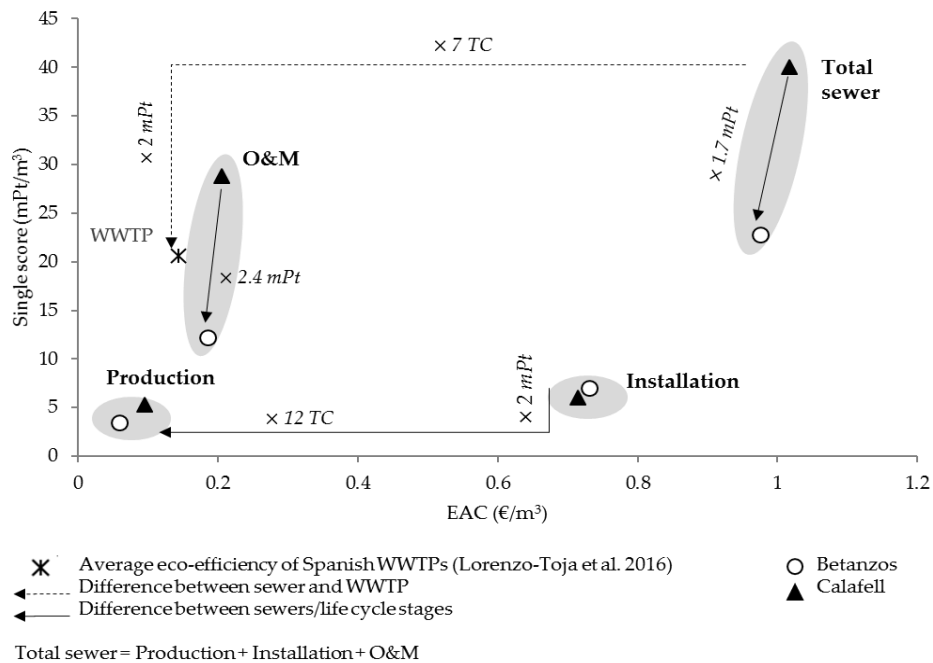 45
× 7 TC
40
Total
sewer
35
× 2 mPt
× 1.7 mPt
O&M
30
Single score (mPt/m³)
25
WWTP
20
× 2.4 mPt
15
10
Production
Installation
× 2 mPt
5
× 12 TC
0
0 0.2 0.4 0.6 0.8 1 1.2
EAC (€/m³)
Average eco-efficiency of Spanish WWTPs (Lorenzo-Toja et al. 2016)
Betanzos
Difference between sewer and WWTP
Calafell
Difference between sewers/life cycle stages
Total sewer = Production + Installation + O&M